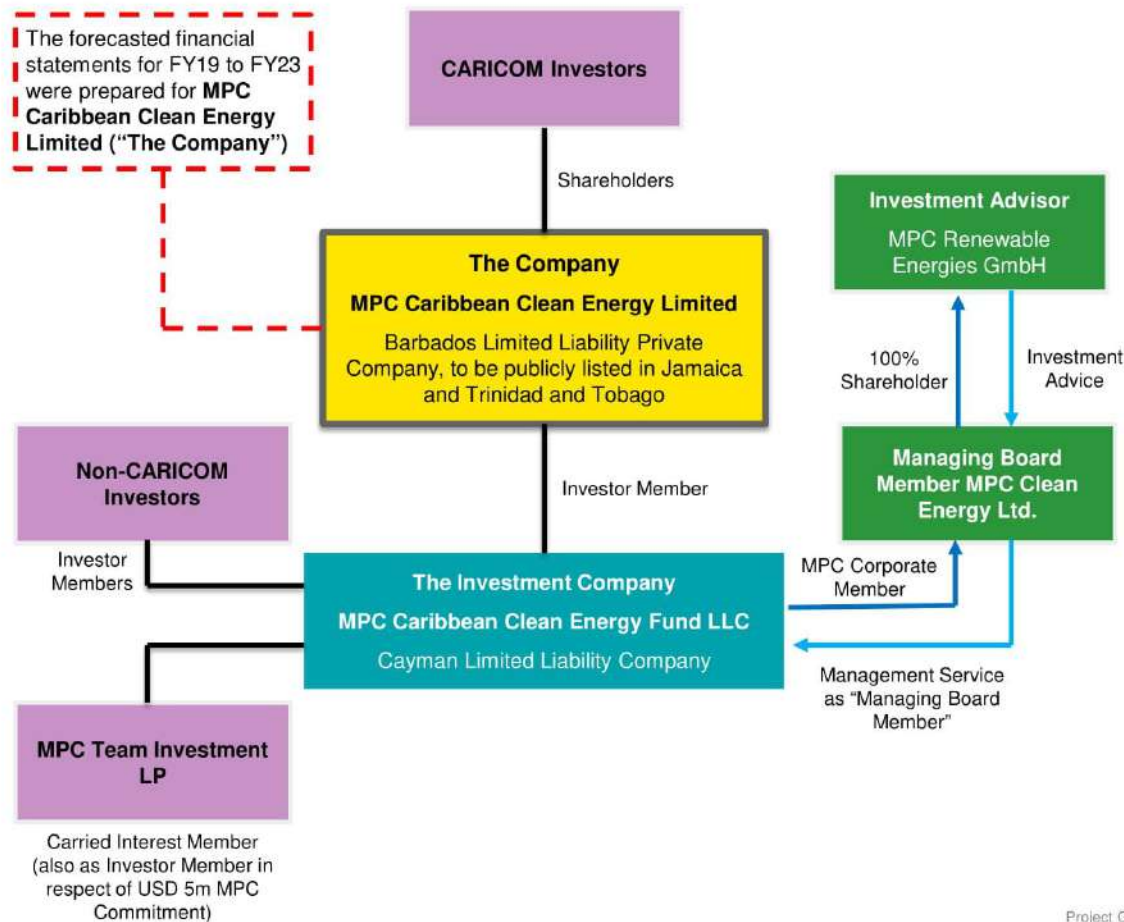 The forecasted financial
statements for FY19 to FY23
were prepared for MPC
Caribbean Clean Energy
Limited (“The Company”)
CARICOM Investors
Shareholders
Investment Advisor
MPC Renewable
Energies GmbH
The Company
MPC Caribbean Clean Energy Limited
Barbados Limited Liability Private
Company, to be publicly listed in Jamaica
and Trinidad and Tobago
100%
Shareholder
Investment
Advice
Non-CARICOM
Investors
Investor Member
Managing Board
Member MPC Clean
Energy Ltd.
Investor
Members
The Investment Company
MPC Caribbean Clean Energy Fund LLC
Cayman Limited Liability Company
MPC Corporate
Member
Management Service
as “Managing Board
Member”
MPC Team Investment
LP
Carried Interest Member
(also as Investor Member in
respect of USD 5m MPC
Commitment)
Project